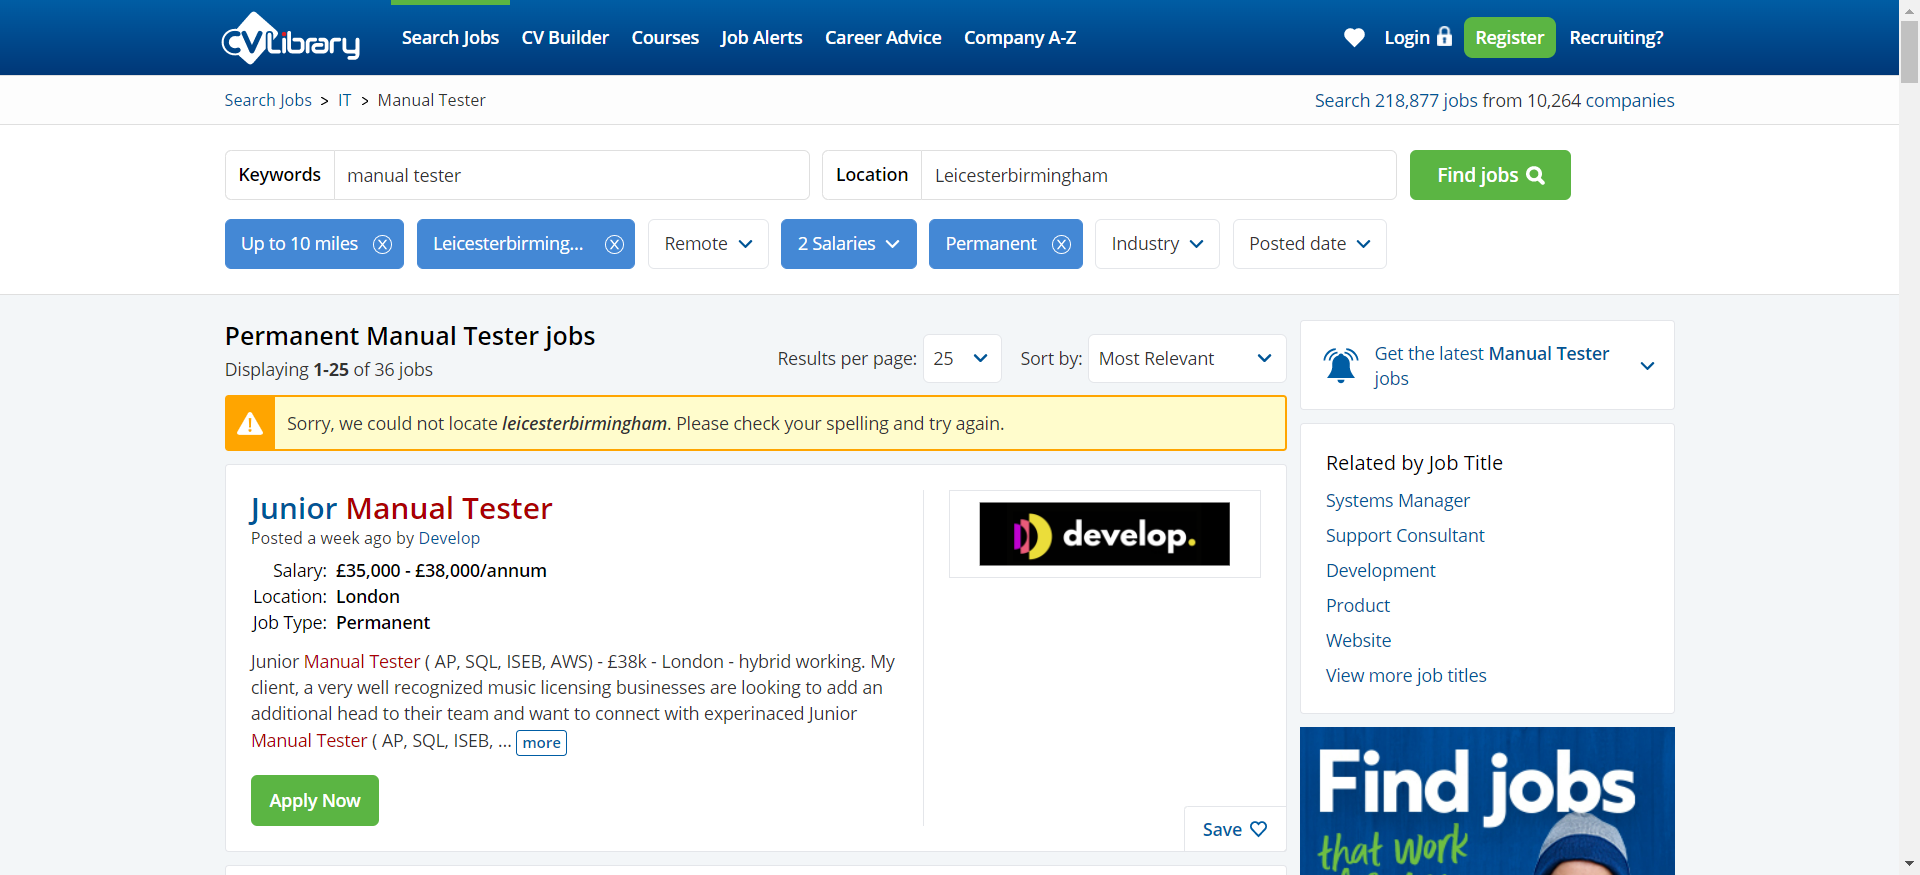 CVLibrary
Search Jobs CV Builder Courses Job Alerts Career Advice Company A-Z Login Register Recruiting?
Search Jobs > IT > Manual Tester Search 218,877 jobs from 10,264 companies
Keywords manual tester Location Leicesterbirmingham Find jobs
Up to 10 miles Leicesterbirming... Remote 2 Salaries Permanent Industry Posted date
Permanent Manual Tester jobs
Displaying 1-25 of 36 jobs
Results per page: 25 Sort by: Most Relevant
Sorry, we could not locate leicesterbirmingham. Please check your spelling and try again.
Junior Manual Tester
Posted a week ago by Develop
Salary: £35,000 - £38,000/annum
Location: London
Job Type: Permanent
Junior Manual Tester ( AP, SQL, ISEB, AWS) - £38k - London - hybrid working. My
client, a very well recognized music licensing businesses are looking to add an
additional head to their team and want to connect with experinaced Junior
Manual Tester ( AP, SQL, ISEB, ... more
Apply Now
develop.
Save
Get the latest Manual Tester
jobs
Related by Job Title
Systems Manager
Support Consultant
Development
Product
Website
View more job titles
Find jobs
that work